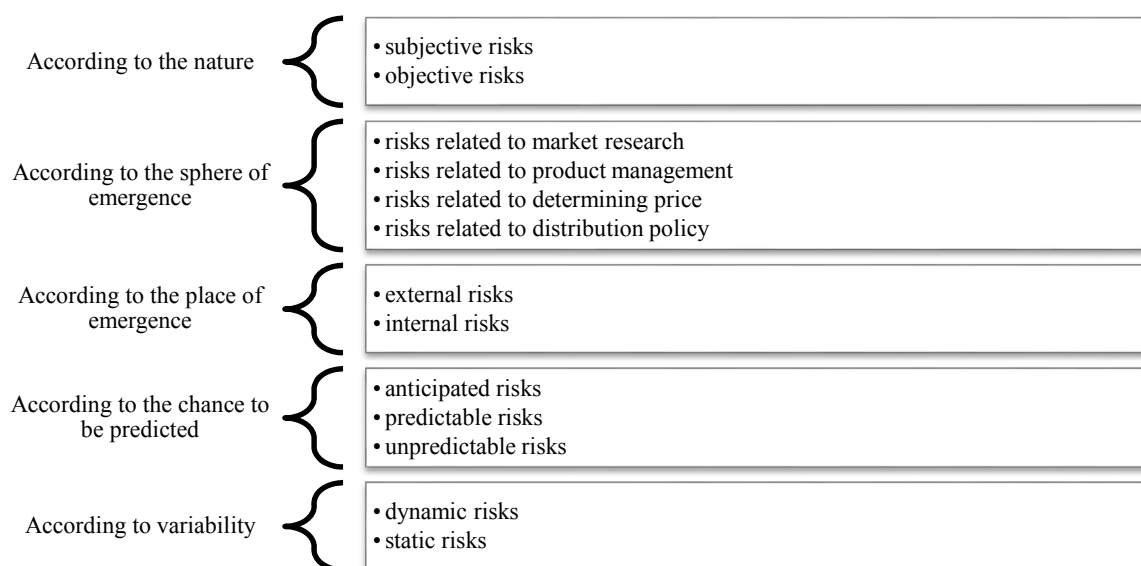 According to the nature
• subjective risks
• objective risks
According to the sphere of
emergence
• risks related to market research
• risks related to product management
• risks related to determining price
• risks related to distribution policy
According to the place of
emergence
• external risks
• internal risks
According to the chance to
be predicted
• anticipated risks
• predictable risks
• unpredictable risks
According to variability
• dynamic risks
• static risks